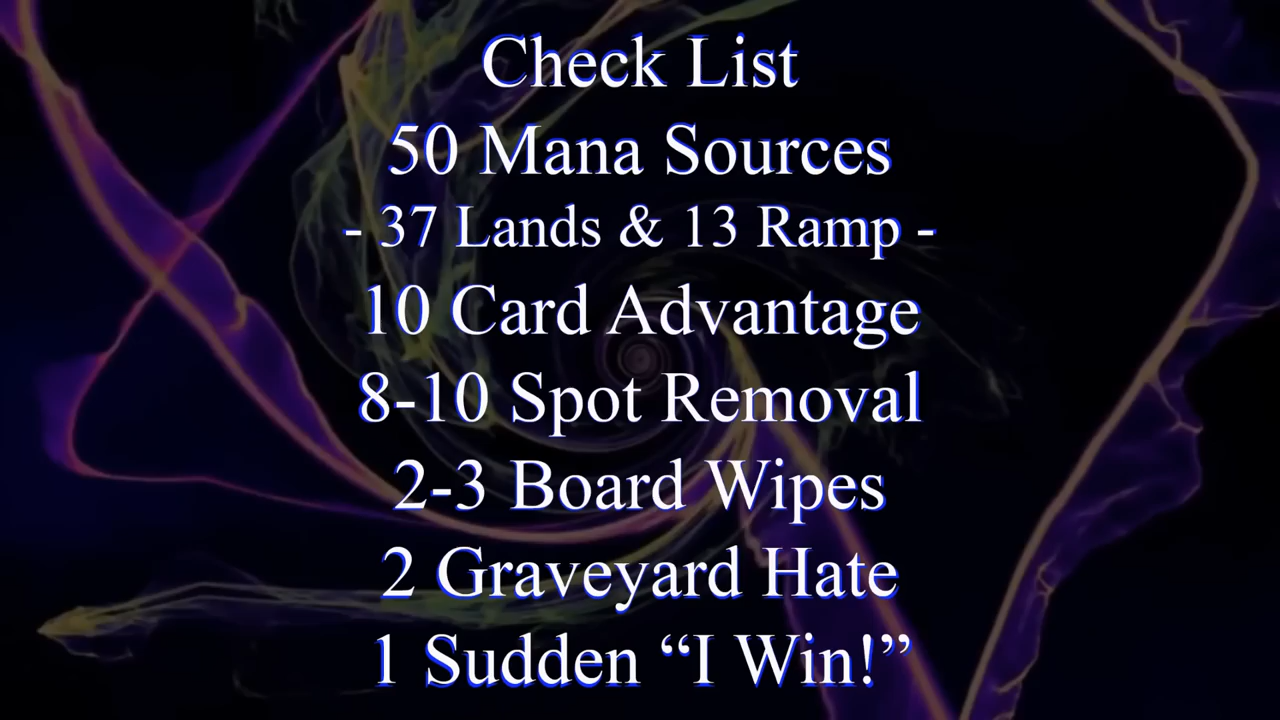 Check List
50 Mana Sources
- 37 Lands & 13 Ramp -
10 Card Advantage
8-10 Spot Removal
2-3 Board Wipes
2 Graveyard Hate
1 Sudden “I Win!”